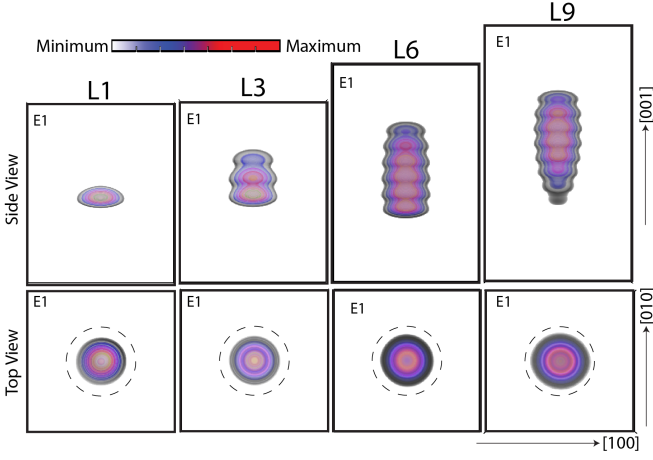 L9
Minimum
Maximum
L6
E1
L3
E1
L1
E1
E1
Side View
[001]
E1
E1
E1
E1
Top View
[010]
[100]